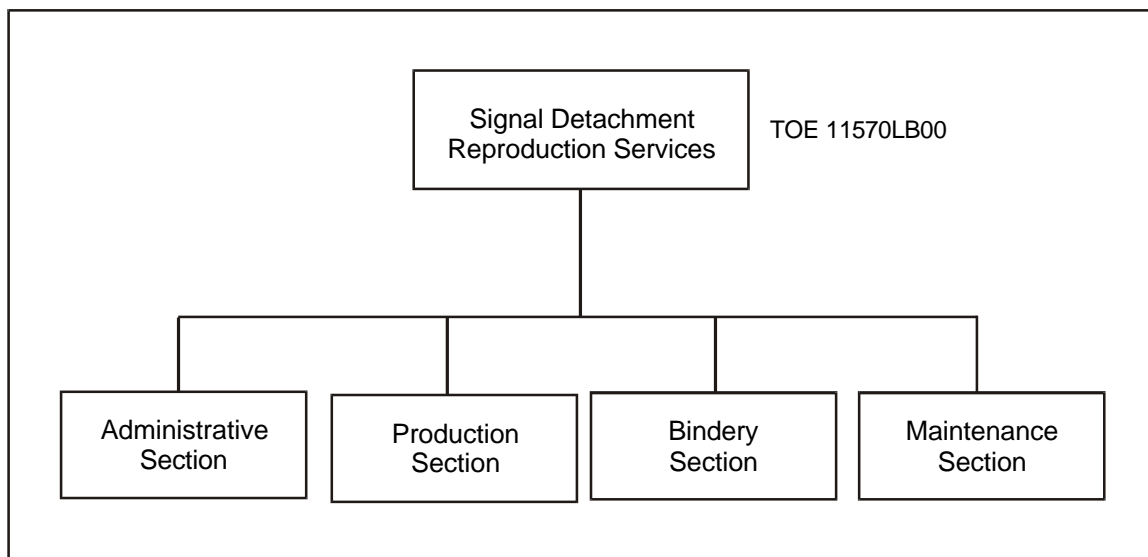 Signal Detachment
Reproduction Services
TOE 11570LB00
Administrative
Section
Production
Section
Bindery
Section
Maintenance
Section